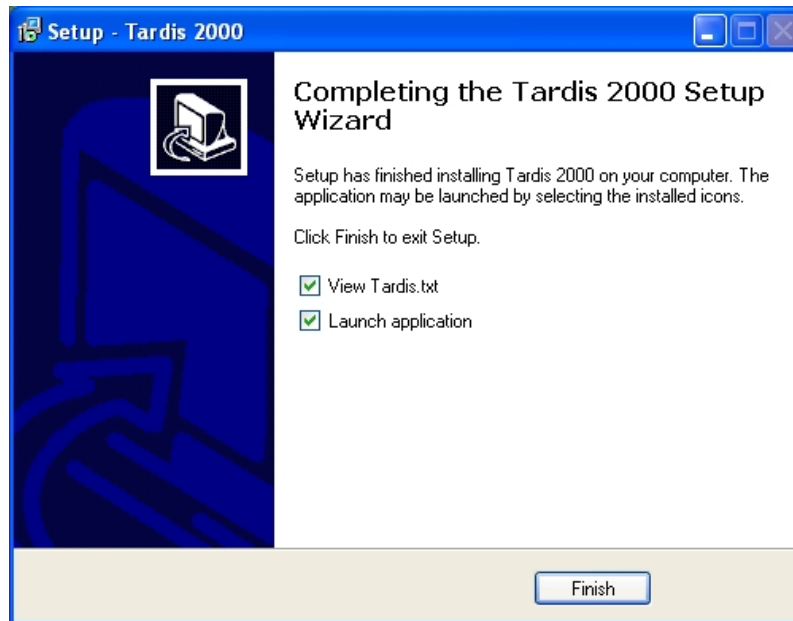 Setup - Tardis 2000
Completing the Tardis 2000 Setup
Wizard
Setup has finished installing Tardis 2000 on your computer. The
application may be launched by selecting the installed icons.
Click Finish to exit Setup.
View Tardis.txt
Launch application
Finish